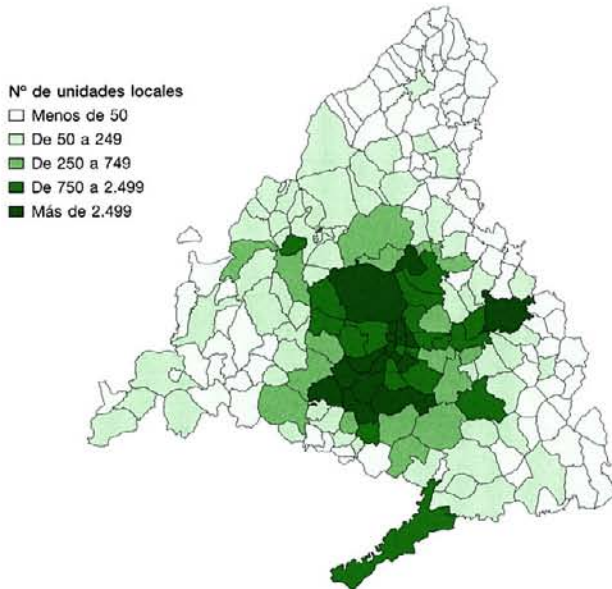 Nº de unidades locales
Menos de 50
De 50 a 249
De 250 a 749
De 750 a 2.499
Más de 2.499